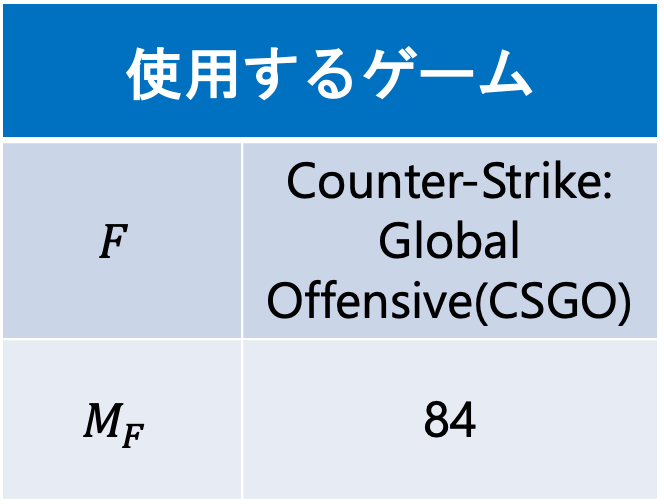 使用するゲーム
F
Counter-Strike:
Global
Offensive(CSGO)
M_F
84